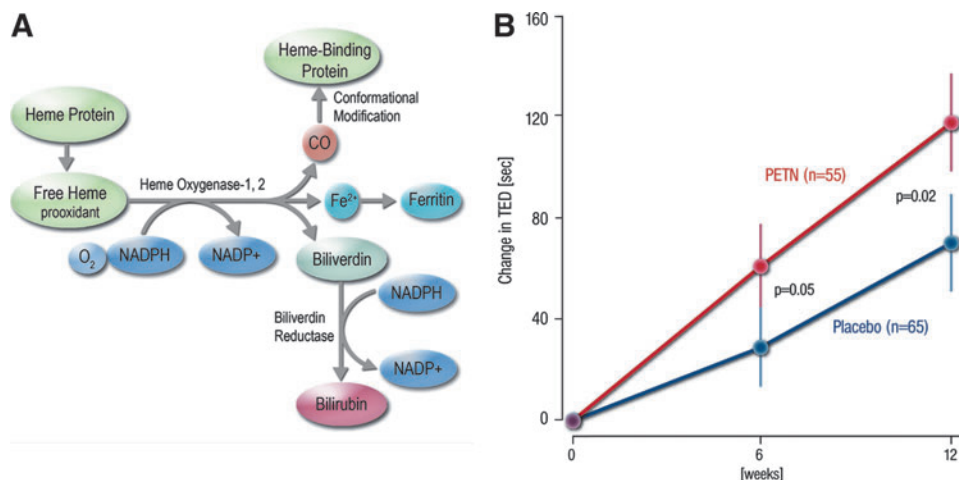 A
Heme Protein
Free Heme
prooxidant
O2
NADPH
NADP+
Heme Oxygenase-1, 2
Heme-Binding
Protein
Conformational
Modification
CO
Fe2+
Ferritin
Biliverdin
NADPH
Biliverdin
Reductase
NADP+
Bilirubin
B
Change in TED [sec]
160
120
80
40
0
PETN (n=55)
p=0.02
p=0.05
Placebo (n=65)
0
6
12
[weeks]